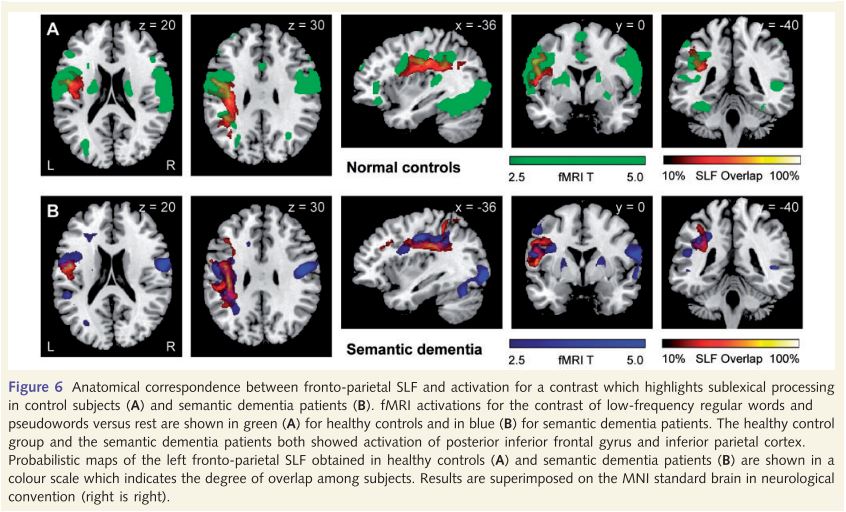 A
z = 20
z = 30
x = -36
y = 0
y = -40
L
R
Normal controls
2.5 fMRI T 5.0
10% SLF Overlap 100%
B
z = 20
z = 30
x = -36
y = 0
y = -40
L
R
Semantic dementia
2.5 fMRI T 5.0
10% SLF Overlap 100%
Figure 6 Anatomical correspondence between fronto-parietal SLF and activation for a contrast which highlights sublexical processing
in control subjects (A) and semantic dementia patients (B). fMRI activations for the contrast of low-frequency regular words and
pseudowords versus rest are shown in green (A) for healthy controls and in blue (B) for semantic dementia patients. The healthy control
group and the semantic dementia patients both showed activation of posterior inferior frontal gyrus and inferior parietal cortex.
Probabilistic maps of the left fronto-parietal SLF obtained in healthy controls (A) and semantic dementia patients (B) are shown in a
colour scale which indicates the degree of overlap among subjects. Results are superimposed on the MNI standard brain in neurological
convention (right is right).